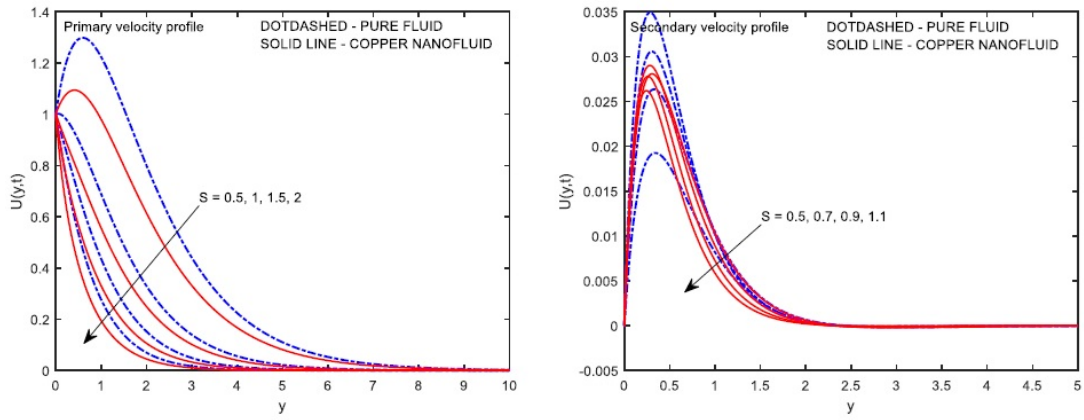 Primary velocity profile
DOTDASHED - PURE FLUID
SOLID LINE - COPPER NANOFLUID
1.4
1.2
1
0.8
0.6
0.4
0.2
0
U(y,t)
S = 0.5, 1, 1.5, 2
0 1 2 3 4 5 6 7 8 9 10
y
Secondary velocity profile
DOTDASHED - PURE FLUID
SOLID LINE - COPPER NANOFLUID
0.035
0.03
0.025
0.02
0.015
0.01
0.005
0
-0.005
U(y,t)
S = 0.5, 0.7, 0.9, 1.1
0 0.5 1 1.5 2 2.5 3 3.5 4 4.5 5
y